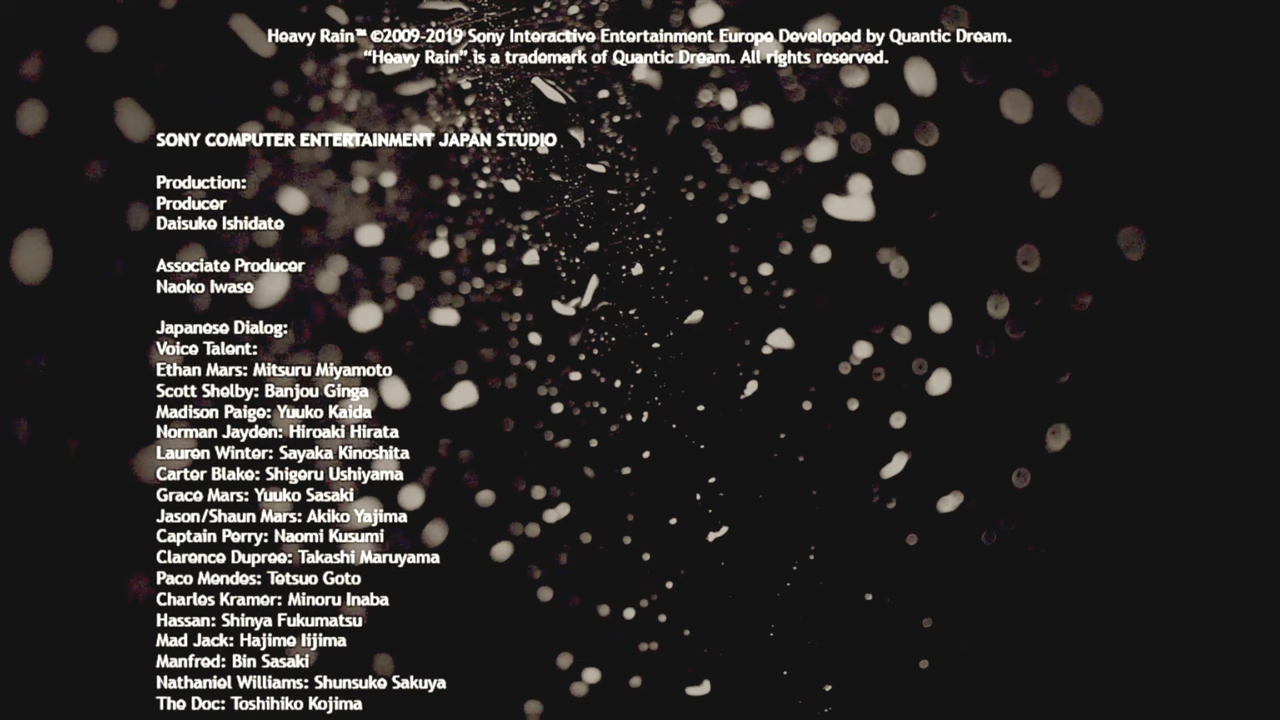 Heavy Rain™ ©2009-2019 Sony Interactive Entertainment Europe Developed by Quantic Dream.
“Heavy Rain” is a trademark of Quantic Dream. All rights reserved.
SONY COMPUTER ENTERTAINMENT JAPAN STUDIO
Production:
Producer
Daisuke Ishidate
Associate Producer
Naoko Iwase
Japanese Dialog:
Voice Talent:
Ethan Mars: Mitsuru Miyamoto
Scott Shelby: Banjou Ginga
Madison Paige: Yuuko Kaida
Norman Jayden: Hiroaki Hirata
Lauren Winter: Sayaka Kinoshita
Carter Blake: Shigeru Ushiyama
Grace Mars: Yuuko Sasaki
Jason/Shaun Mars: Akiko Yajima
Captain Perry: Naomi Kusumi
Clarence Dupree: Takashi Maruyama
Paco Mendes: Tetsuo Goto
Charles Kramer: Minoru Inaba
Hassan: Shinya Fukumatsu
Mad Jack: Hajime Iijima
Manfred: Bin Sasaki
Nathaniel Williams: Shunsuke Sakuya
The Doc: Toshihiko Kojima